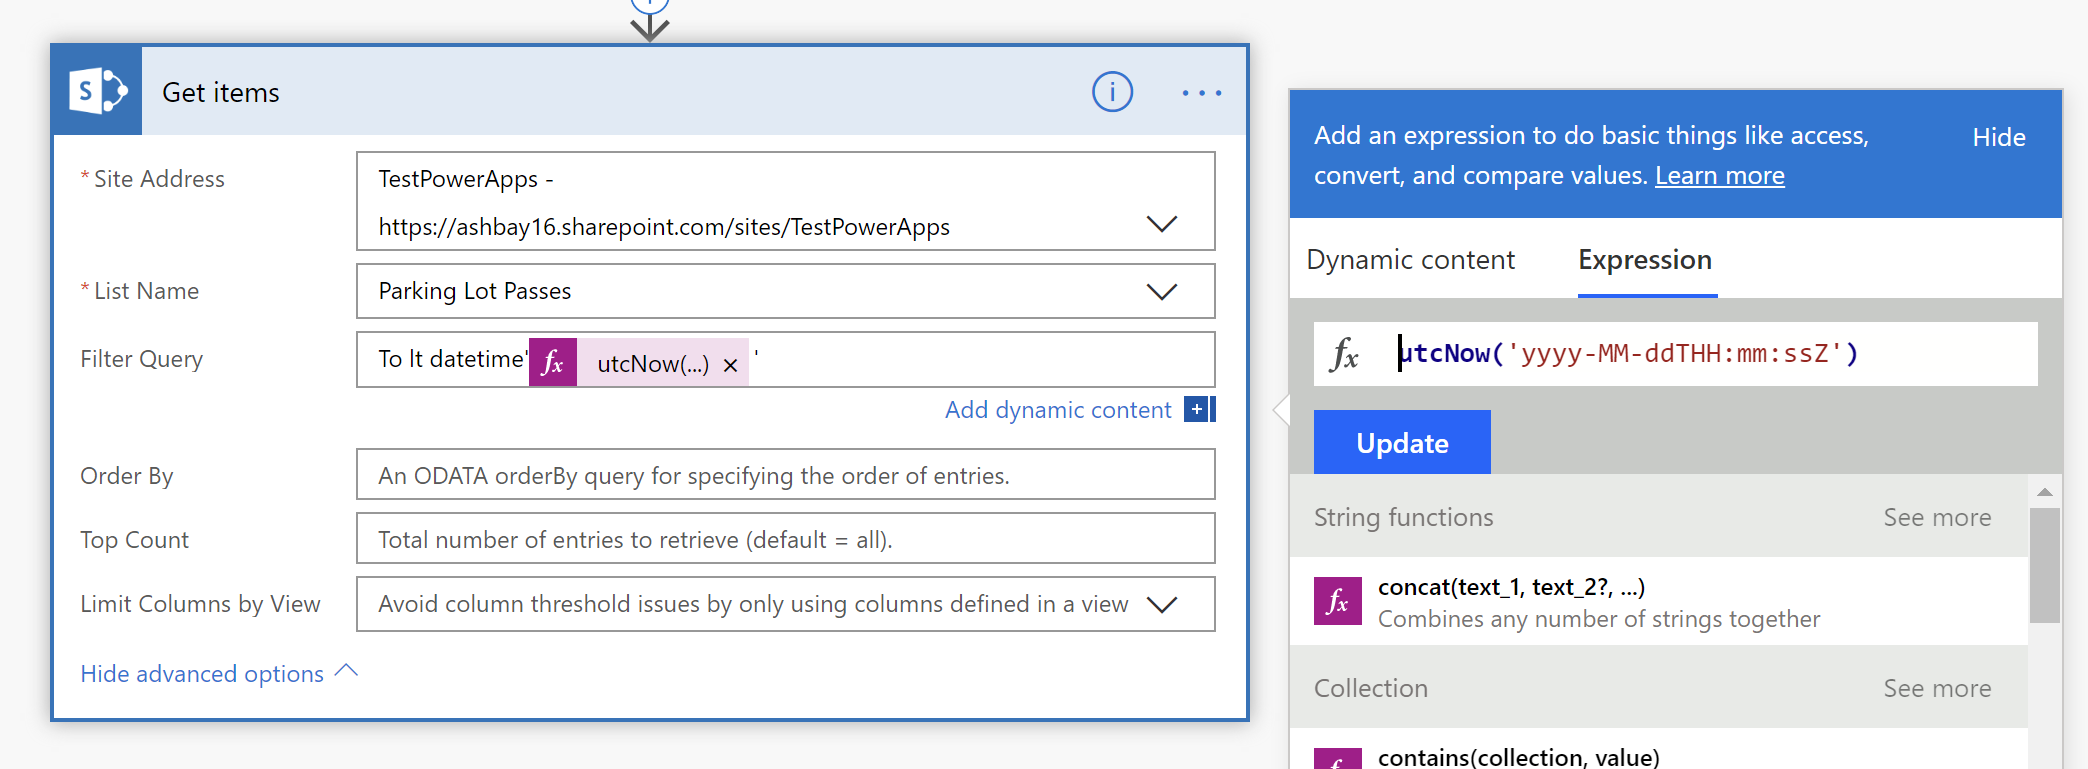 S
Get items
i
...
* Site Address
TestPowerApps -
https://ashbay16.sharepoint.com/sites/TestPowerApps
* List Name
Parking Lot Passes
Filter Query
To lt datetime' fx utcNow(...) × '
Add dynamic content +
Order By
An ODATA orderBy query for specifying the order of entries.
Top Count
Total number of entries to retrieve (default = all).
Limit Columns by View
Avoid column threshold issues by only using columns defined in a view
Hide advanced options
Add an expression to do basic things like access,
convert, and compare values. Learn more
Hide
Dynamic content
Expression
fx utcNow('yyyy-MM-ddTHH:mm:ssZ')
Update
String functions
See more
fx
concat(text_1, text_2?, ...)
Combines any number of strings together
Collection
See more
fx
contains(collection, value)